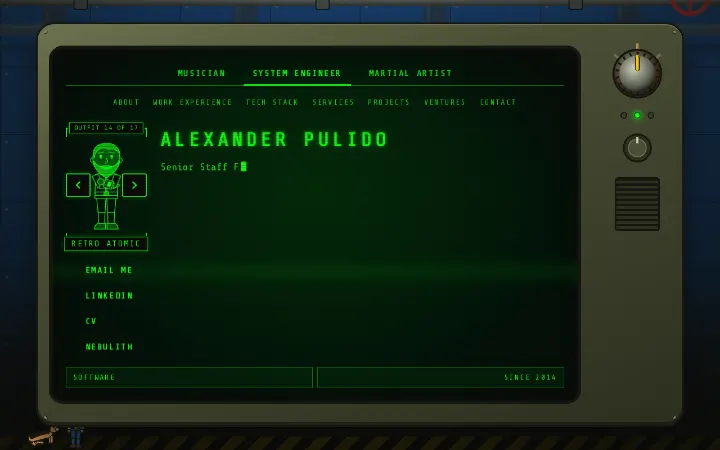 MUSICIAN SYSTEM ENGINEER MARTIAL ARTIST
ABOUT WORK EXPERIENCE TECH STACK SERVICES PROJECTS VENTURES CONTACT
OUTFIT 14 OF 17
RETRO ATOMIC
EMAIL ME
LINKEDIN
CV
NEBULITH
ALEXANDER PULIDO
Senior Staff F
SOFTWARE
SINCE 2014